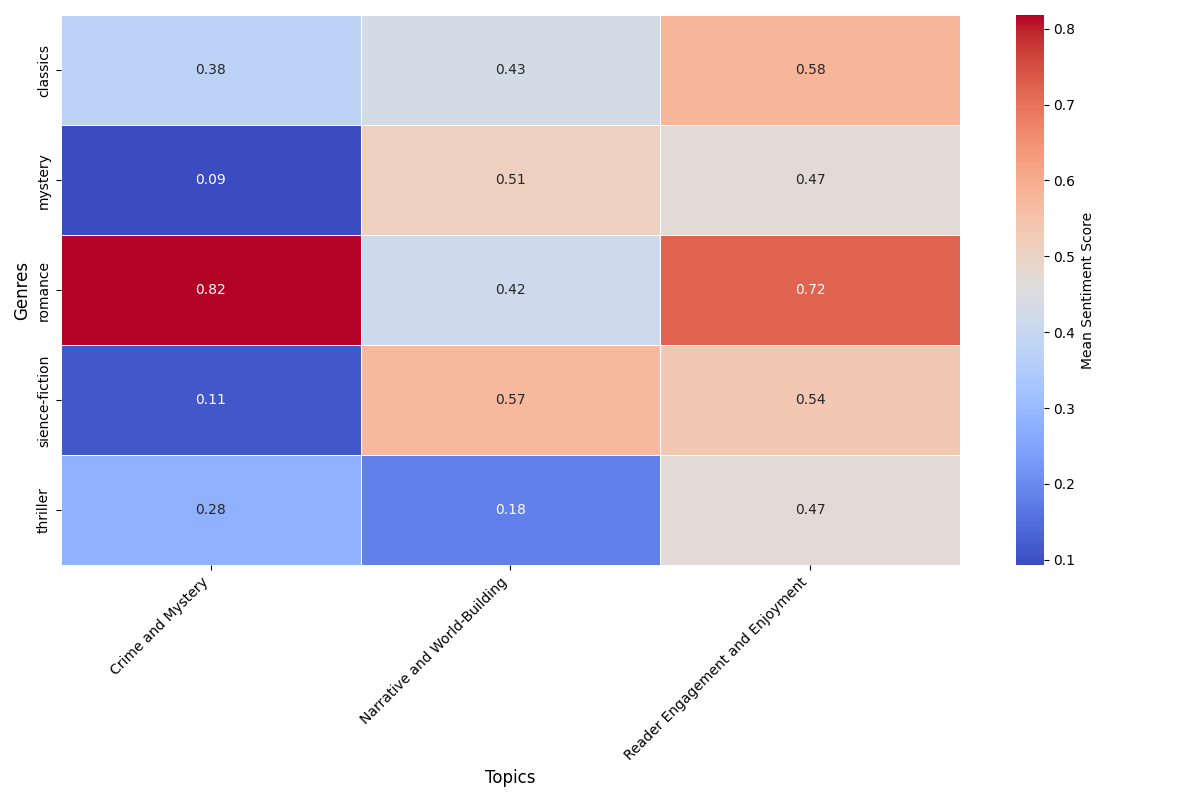 Genres
classics
mystery
romance
sience-fiction
thriller
0.38 0.43 0.58
0.09 0.51 0.47
0.82 0.42 0.72
0.11 0.57 0.54
0.28 0.18 0.47
Crime and Mystery
Narrative and World-Building
Reader Engagement and Enjoyment
Topics
0.8
0.7
0.6
0.5
0.4
0.3
0.2
0.1
Mean Sentiment Score